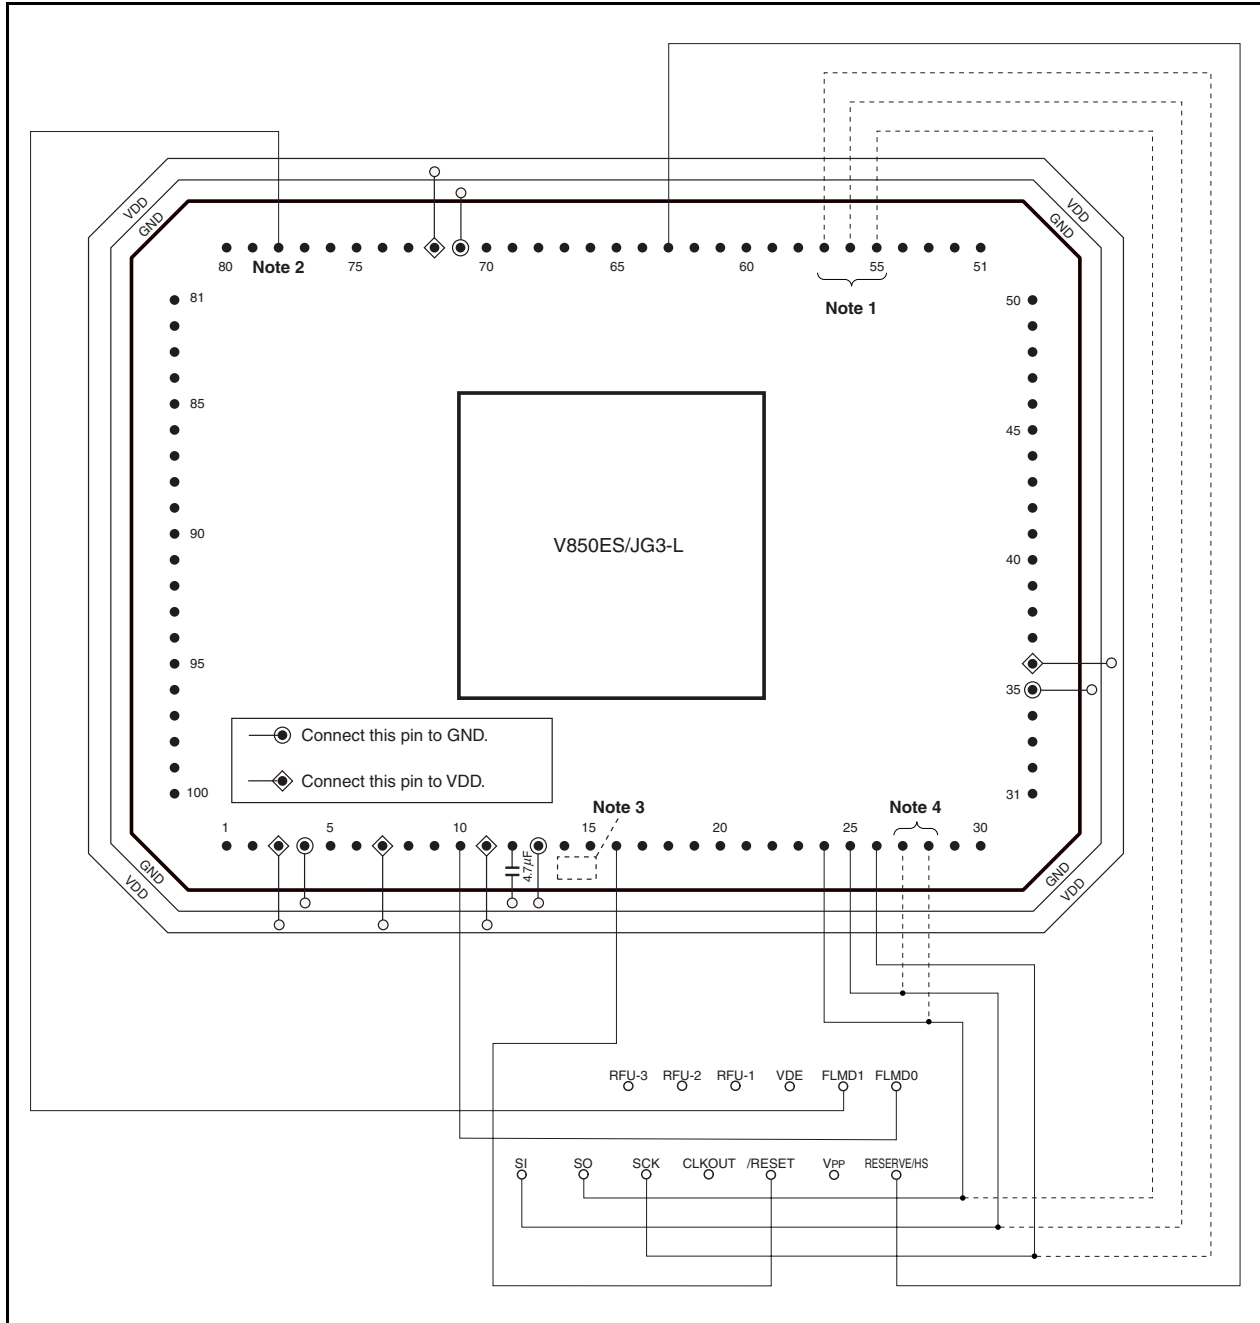 VDD
GND
VDD
GND
80
Note 2
75
70
65
60
55
51
Note 1
81
50
85
45
90
V850ES/JG3-L
40
95
35
Connect this pin to GND.
Connect this pin to VDD.
100
31
Note 3
Note 4
1
5
10
15
20
25
30
4.7μF
GND
VDD
GND
VDD
RFU-3 RFU-2 RFU-1 VDE FLMD1 FLMD0
SI SO SCK CLKOUT /RESET VPP RESERVE/HS